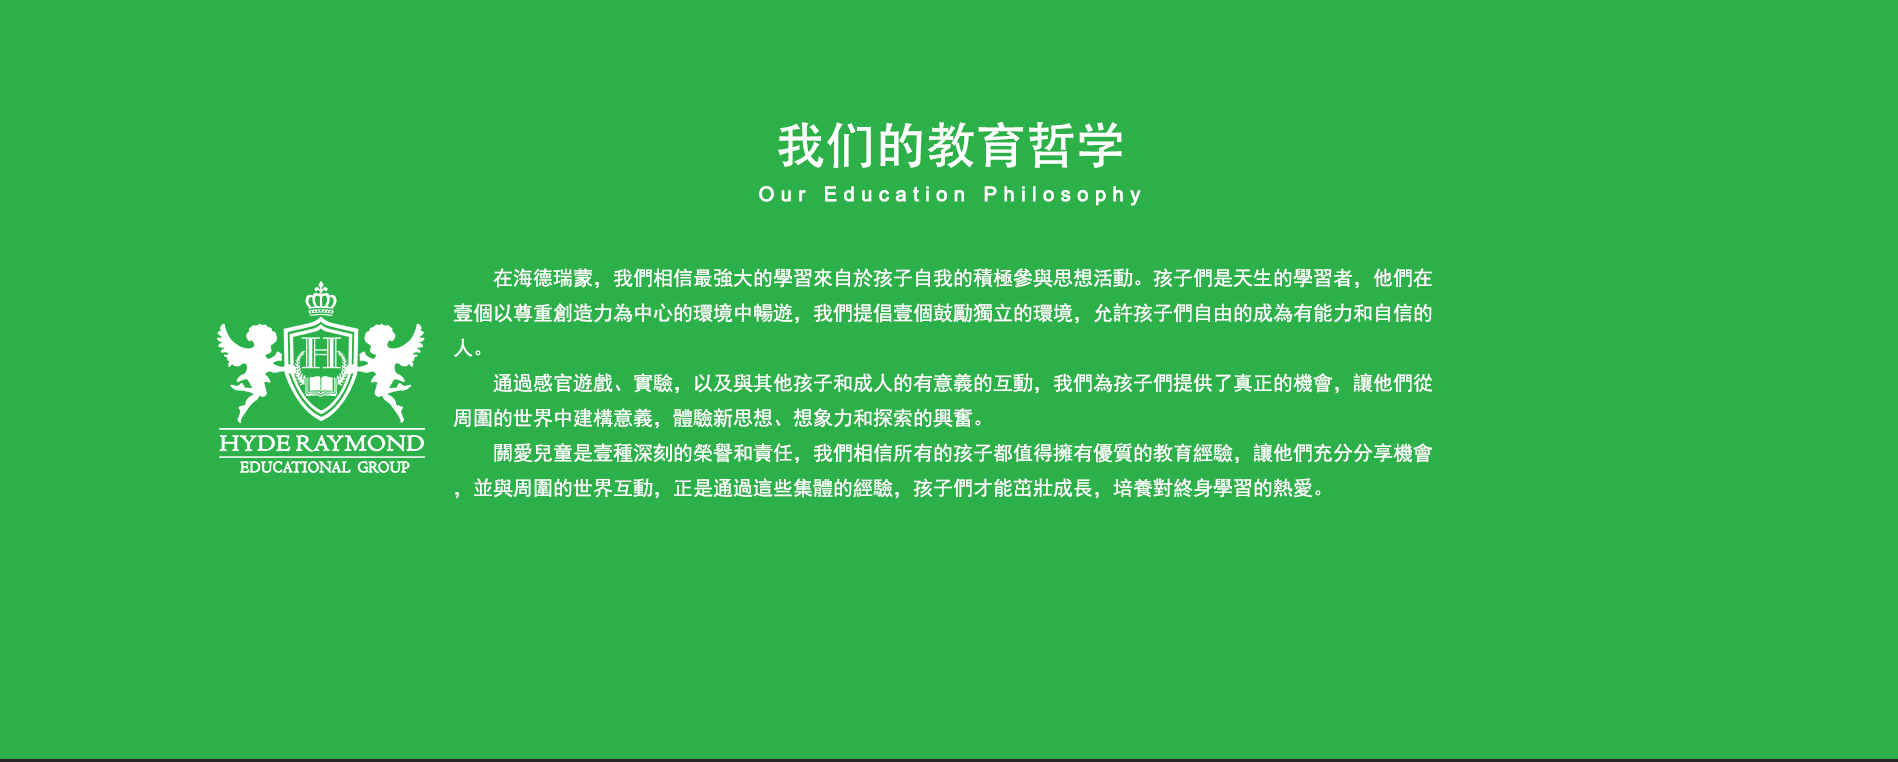 我们的教育哲学
Our Education Philosophy
在海德瑞蒙，我們相信最強大的學習來自於孩子自我的積極參與思想活動。孩子們是天生的學習者，他們在
壹個以尊重創造力為中心的環境中暢遊，我們提倡壹個鼓勵獨立的環境，允許孩子們自由的成為有能力和自信的
人。
通過感官遊戲、實驗，以及與其他孩子和成人的有意義的互動，我們為孩子們提供了真正的機會，讓他們從
周圍的世界中建構意義，體驗新思想、想象力和探索的興奮。
關愛兒童是壹種深刻的榮譽和責任，我們相信所有的孩子都值得擁有優質的教育經驗，讓他們充分分享機會
，並與周圍的世界互動，正是通過這些集體的經驗，孩子們才能茁壯成長，培養對終身學習的熱愛。
H
HYDE RAYMOND
EDUCATIONAL GROUP